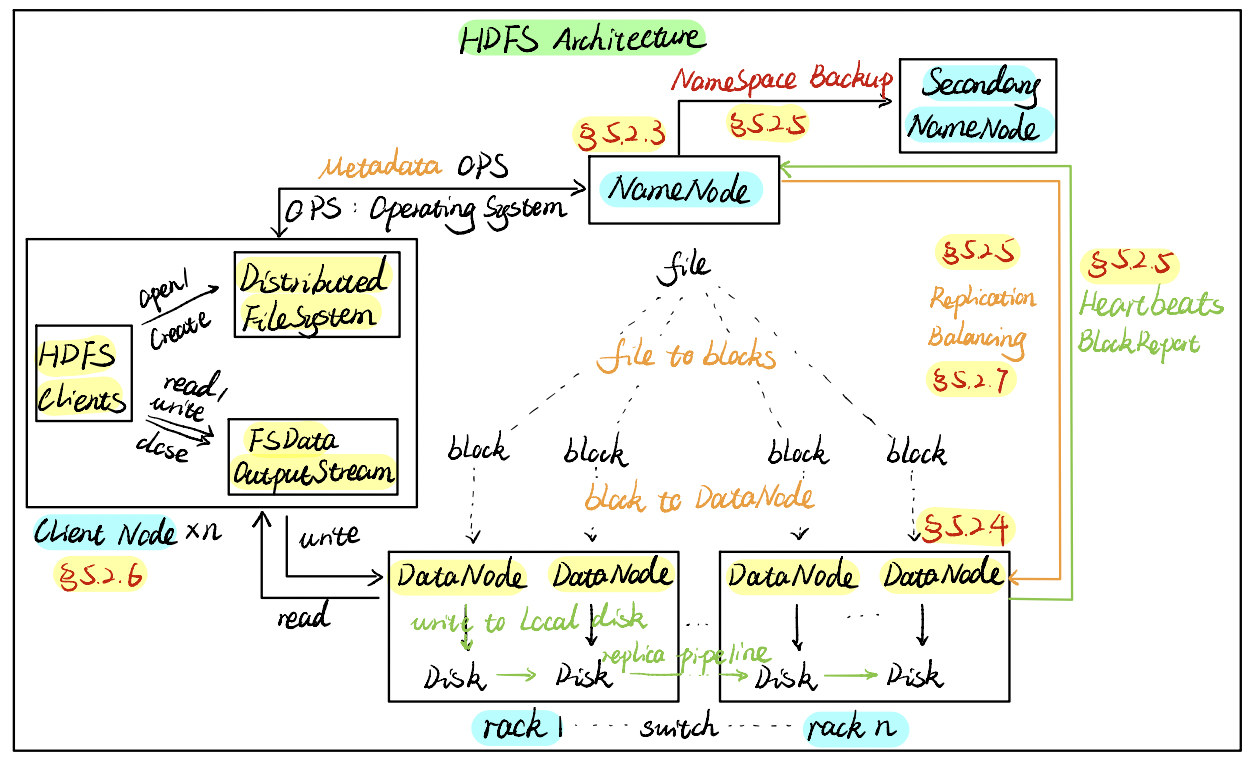 HDFS Architecture
NameSpace Backup
Secondary
NameNode
§5.2.3
§5.2.5
Metadata OPS
NameNode
OPS: Operating System
open/
Create
Distributed
FileSystem
HDFS
Clients
read/
write
close
FSData
OutputStream
Client Node ×n
§5.2.6
write
read
file
file to blocks
block block block block
block to DataNode
§5.2.5
Replication
Balancing
§5.2.7
§5.2.5
Heartbeats
BlockReport
§5.2.4
DataNode DataNode DataNode DataNode
write to Local disk
replica pipeline
Disk Disk Disk Disk
rack 1 switch rack n